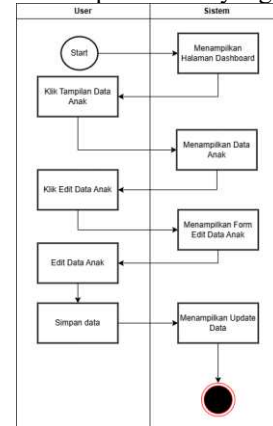 User
Sistem
Start
Menampilkan
Halaman Dashboard
Klik Tampilan Data
Anak
Menampilkan Data
Anak
Klik Edit Data Anak
Menampilkan Form
Edit Data Anak
Edit Data Anak
Simpan data
Menampilkan Update
Data